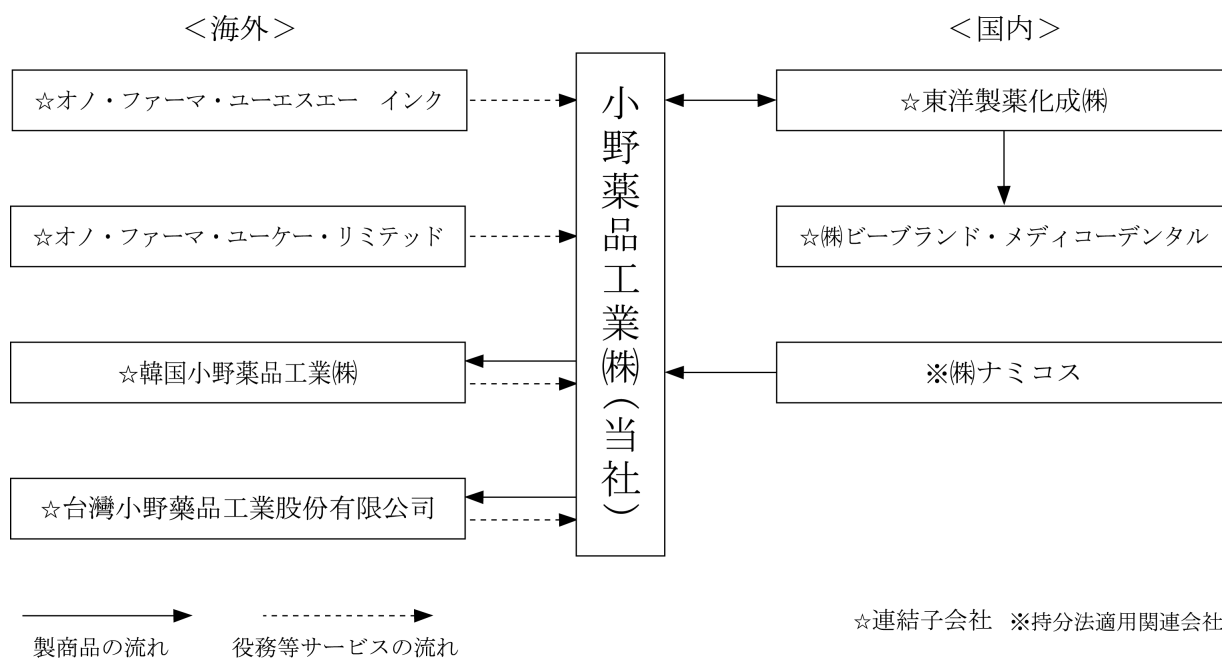 ＜海外＞
☆オノ・ファーマ・ユーエスエー　インク
☆オノ・ファーマ・ユーケー・リミテッド
☆韓国小野薬品工業㈱
☆台灣小野藥品工業股份有限公司
小野薬品工業㈱(当社)
＜国内＞
☆東洋製薬化成㈱
☆㈱ビーブランド・メディコーデンタル
※㈱ナミコス
製商品の流れ
役務等サービスの流れ
☆連結子会社　※持分法適用関連会社